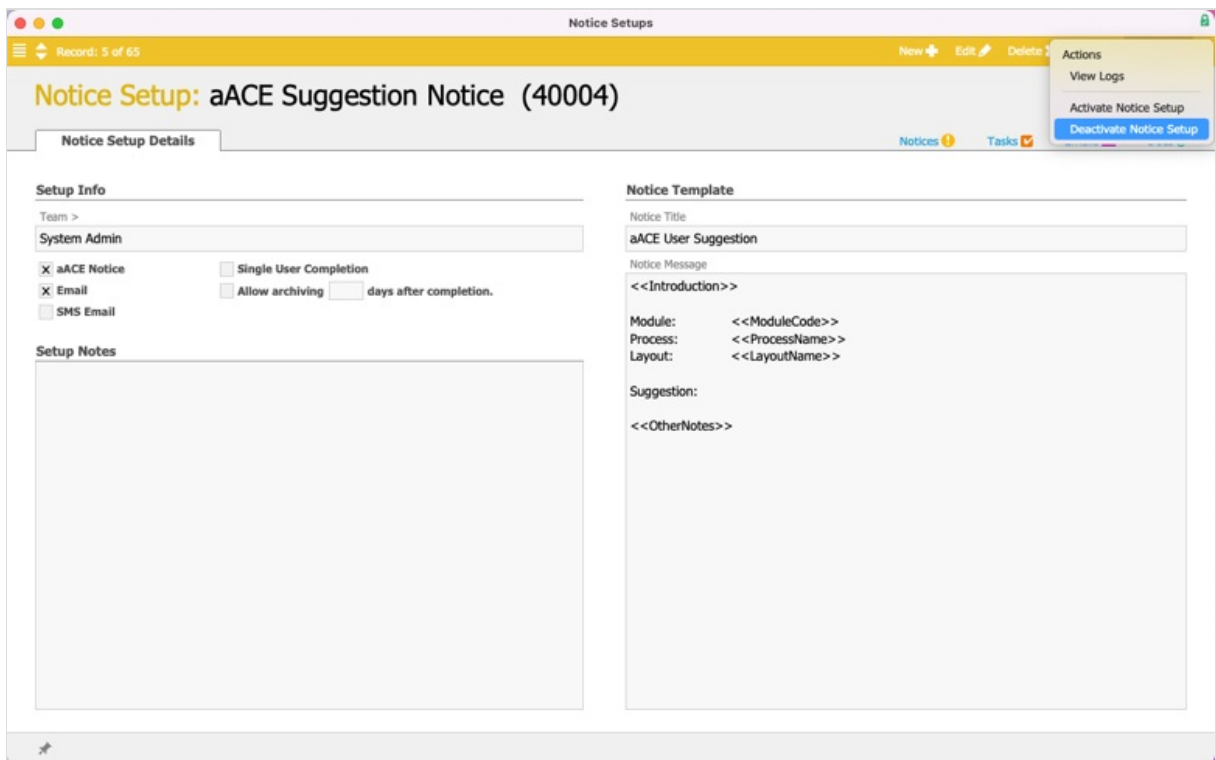 Notice Setups
Record: 5 of 65
New Edit Delete
Actions
View Logs
Activate Notice Setup
Deactivate Notice Setup
Notice Setup: aACE Suggestion Notice (40004)
Notice Setup Details
Notices Tasks
Setup Info
Team >
System Admin
X aACE Notice
Single User Completion
X Email
Allow archiving days after completion.
SMS Email
Setup Notes
Notice Template
Notice Title
aACE User Suggestion
Notice Message
<<Introduction>>
Module: <<ModuleCode>>
Process: <<ProcessName>>
Layout: <<LayoutName>>
Suggestion:
<<OtherNotes>>